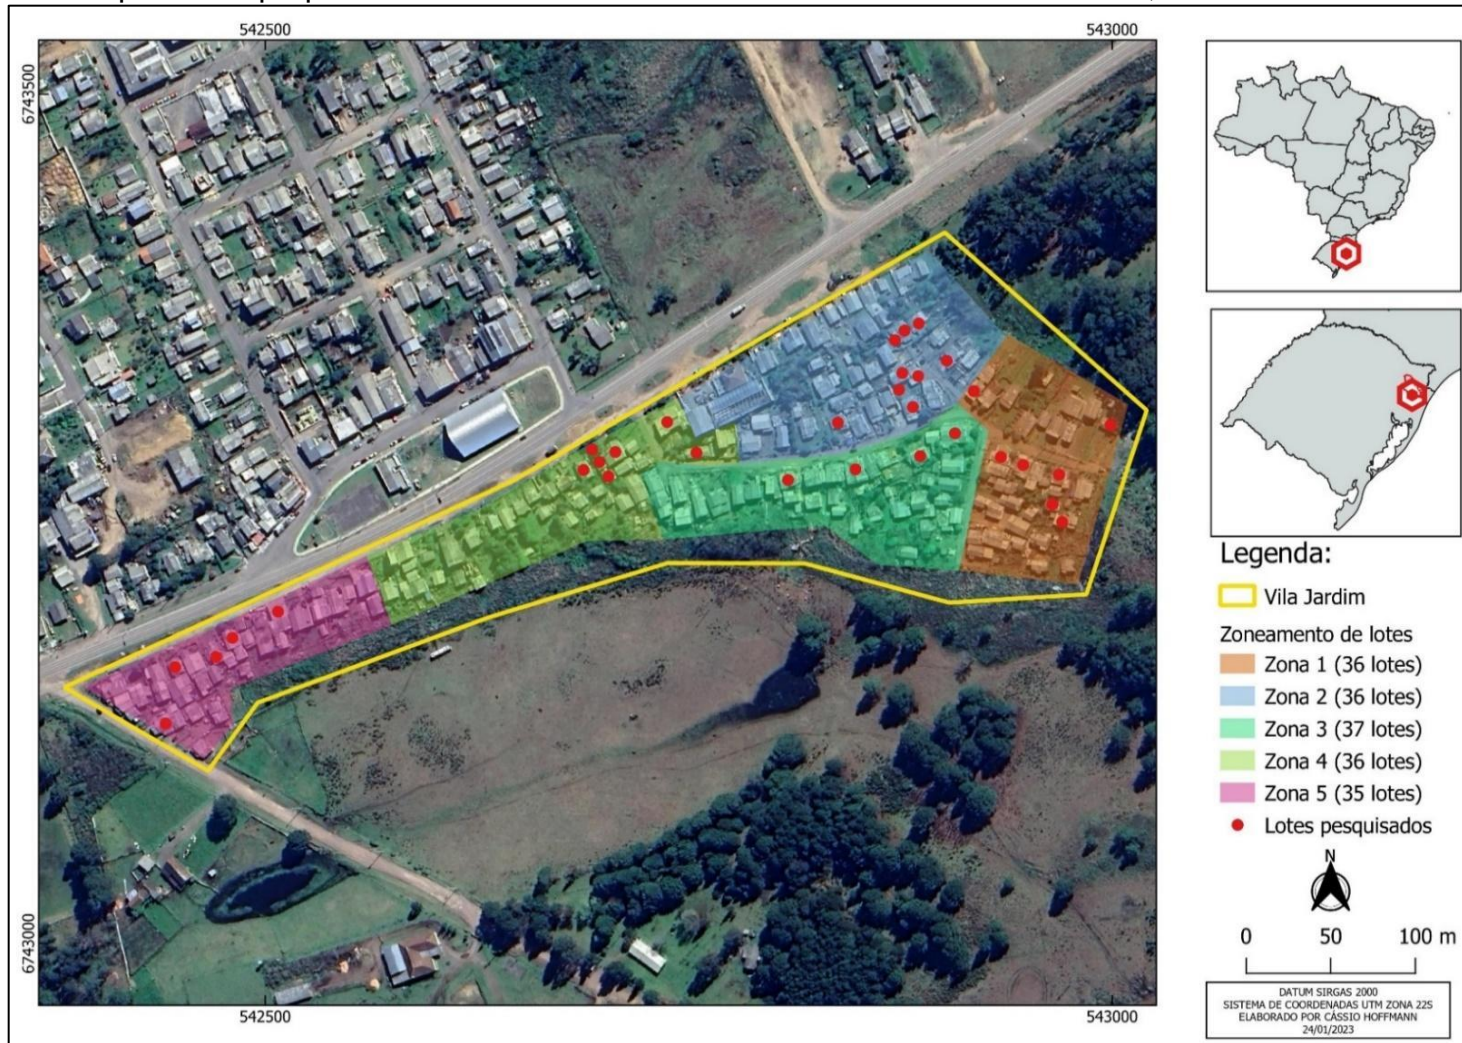 542500
543000
6743500
6743000
542500
543000
Legenda:
Vila Jardim
Zoneamento de lotes
Zona 1 (36 lotes)
Zona 2 (36 lotes)
Zona 3 (37 lotes)
Zona 4 (36 lotes)
Zona 5 (35 lotes)
Lotes pesquisados
N
0 50 100 m
DATUM SIRGAS 2000
SISTEMA DE COORDENADAS UTM ZONA 22S
ELABORADO POR CÁSSIO HOFFMANN
24/01/2023